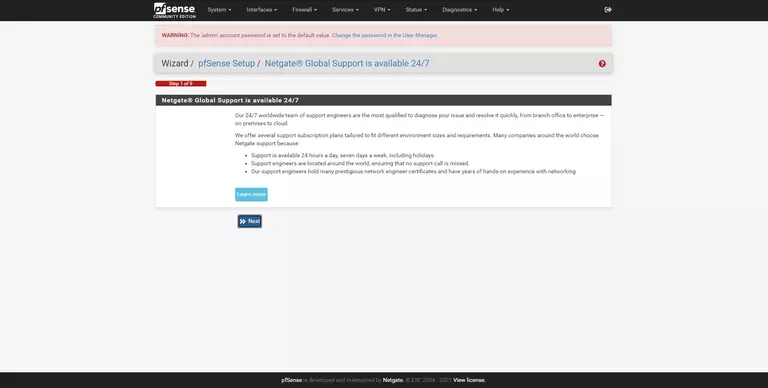 pfsense
COMMUNITY EDITION
System Interfaces Firewall Services VPN Status Diagnostics Help
WARNING: The 'admin' account password is set to the default value. Change the password in the User Manager.
Wizard / pfSense Setup / Netgate® Global Support is available 24/7
Step 1 of 9
Netgate® Global Support is available 24/7
Our 24/7 worldwide team of support engineers are the most qualified to diagnose your issue and resolve it quickly, from branch office to enterprise —
on premises to cloud.
We offer several support subscription plans tailored to fit different environment sizes and requirements. Many companies around the world choose
Netgate support because:
• Support is available 24 hours a day, seven days a week, including holidays.
• Support engineers are located around the world, ensuring that no support call is missed.
• Our support engineers hold many prestigious network engineer certificates and have years of hands-on experience with networking
Learn more
Next
pfSense is developed and maintained by Netgate. © ESF 2004 - 2021 View license.